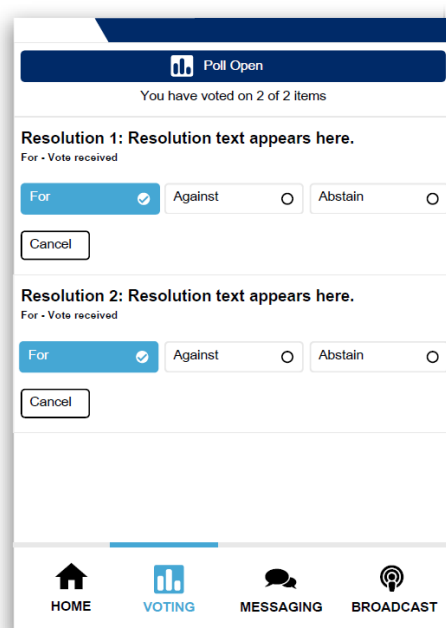 Poll Open
You have voted on 2 of 2 items
Resolution 1: Resolution text appears here.
For - Vote received
For Against Abstain
Cancel
Resolution 2: Resolution text appears here.
For - Vote received
For Against Abstain
Cancel
HOME VOTING MESSAGING BROADCAST